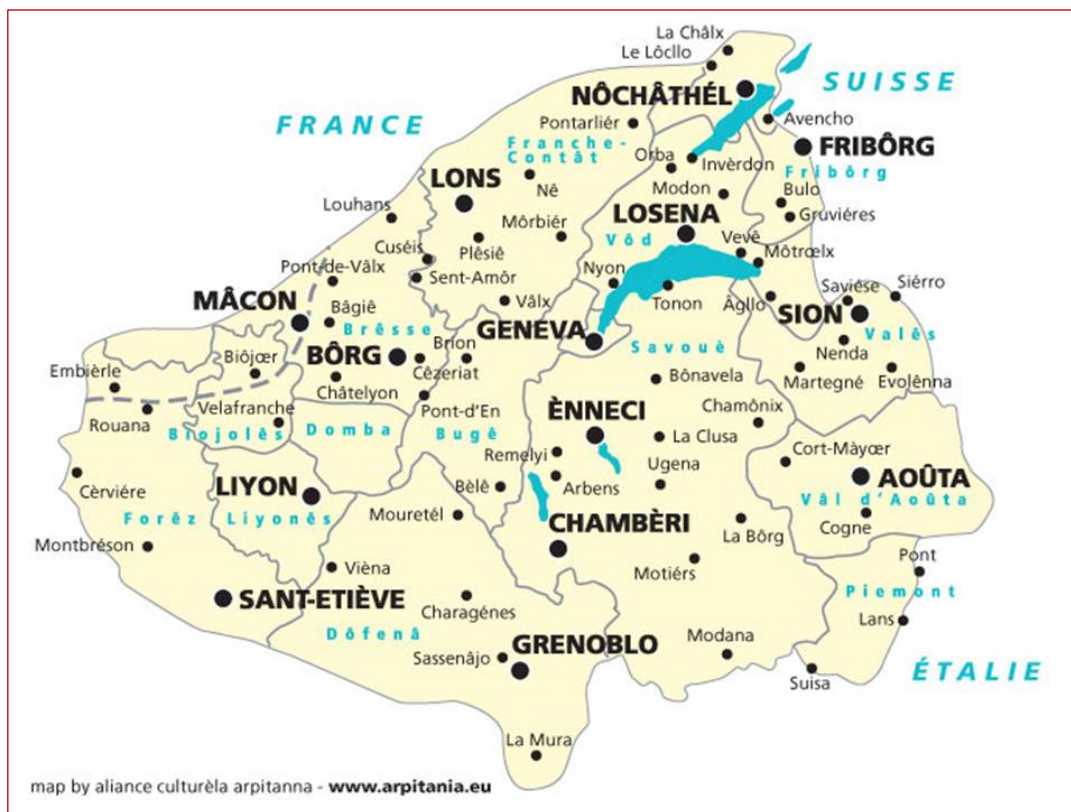 La Châlx
Le Lôcllo
SUISSE
NÔCHÂTHÉL
FRANCE
Pontarliér
Avencho
Franche-
Contât
Orba
Invèrdon
FRIBÔRG
Fribôrg
LONS
Nê
Modon
Bulo
Louhans
LOSENA
Gruviéres
Môrbiér
Cuséis
Plêsiê
Vôd
Vevê
Môtrœlx
Pont-de-Vâlx
Sent-Amôr
Nyon
Saviése
Siérro
MÂCON
Vâlx
Tonon
Âgllo
Bâgiê
Brêsse
GENÈVA
SION
Valês
Brion
Savouè
Biôjœr
BÔRG
Nenda
Embièrle
Cêzeriat
Bônavela
Martegné
Evolênna
Châtelyon
Velafranche
Pont-d'En
Chamônix
Rouana
Biojolês
Domba
Bugê
ÈNNECI
La Clusa
Remelyi
Ugena
Cort-Màyœr
Cèrviére
LIYON
Bèlê
Arbens
AOÛTA
Vâl d'Aoûta
Forêz
Liyonês
Mouretél
CHAMBÈRI
La Bôrg
Cogne
Montbréson
Motiérs
Pont
Vièna
Piemont
SANT-ETIÈVE
Charagénes
Lans
Dôfenâ
GRENOBLO
Modana
Sassenâjo
Suisa
ÉTALIE
La Mura
map by aliance culturèla arpitanna - www.arpitania.eu